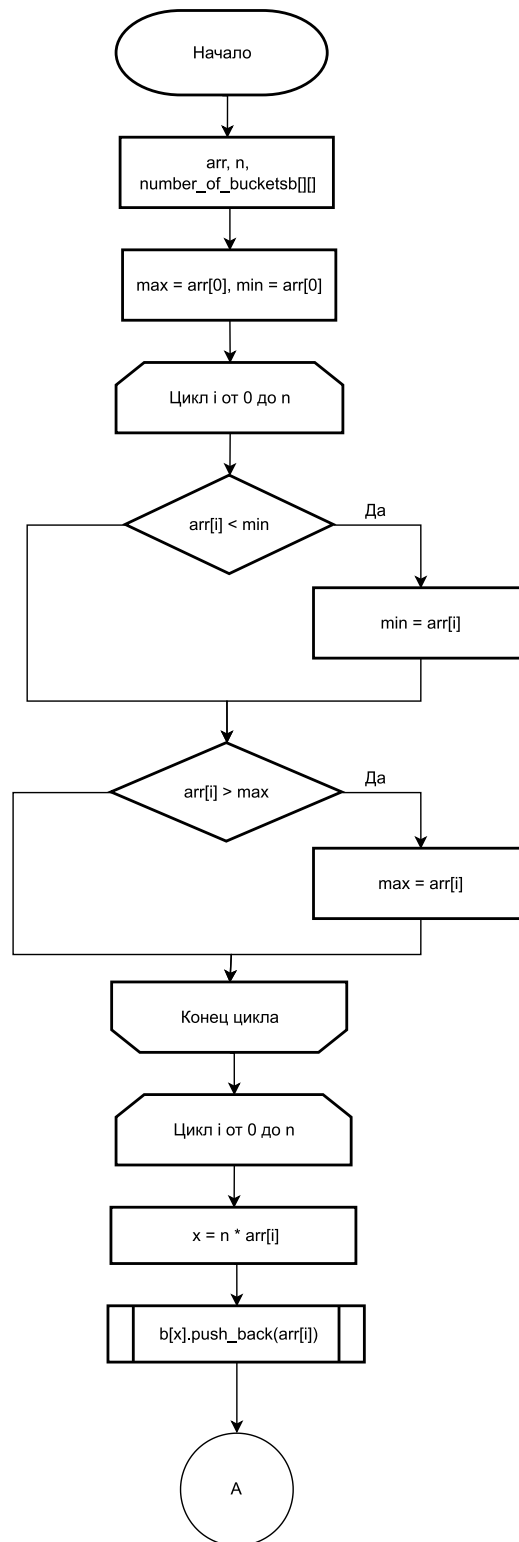 Начало
arr, n,
number_of_bucketsb[][]
max = arr[0], min = arr[0]
Цикл i от 0 до n
arr[i] < min
Да
min = arr[i]
arr[i] > max
Да
max = arr[i]
Конец цикла
Цикл i от 0 до n
x = n * arr[i]
b[x].push_back(arr[i])
A